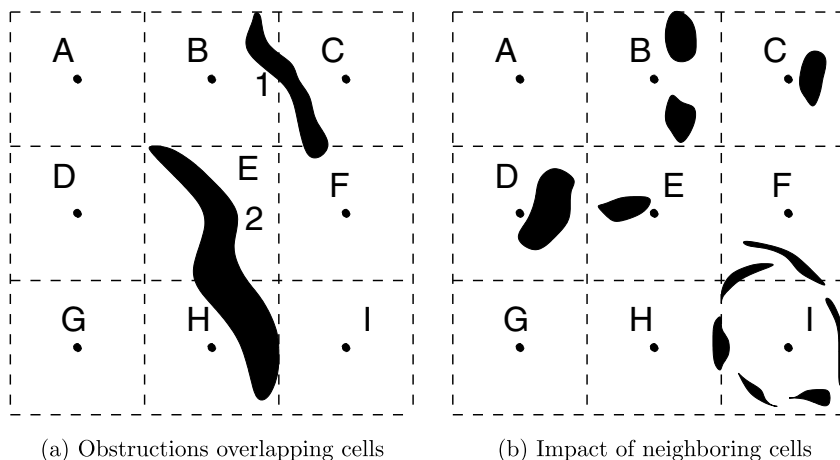 A B C
1
D E F
2
G H I
(a) Obstructions overlapping cells
A B C
D E F
G H I
(b) Impact of neighboring cells